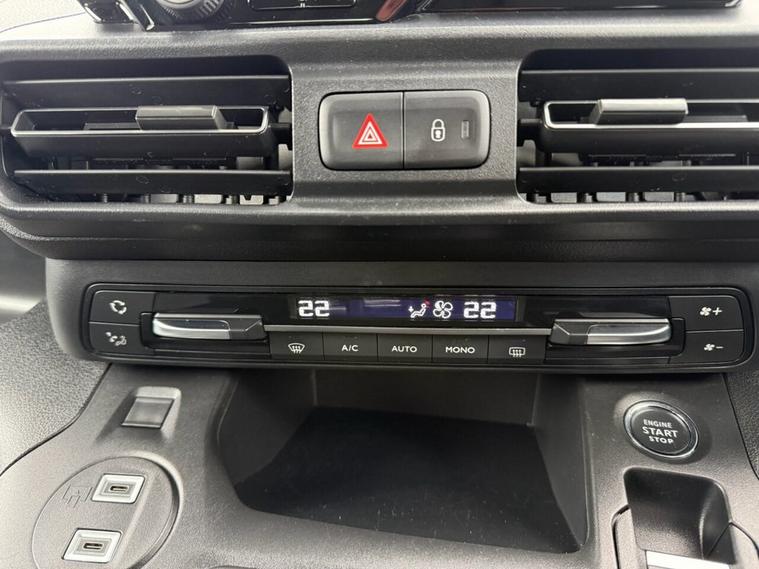 22 22
A/C AUTO MONO
ENGINE
START
STOP